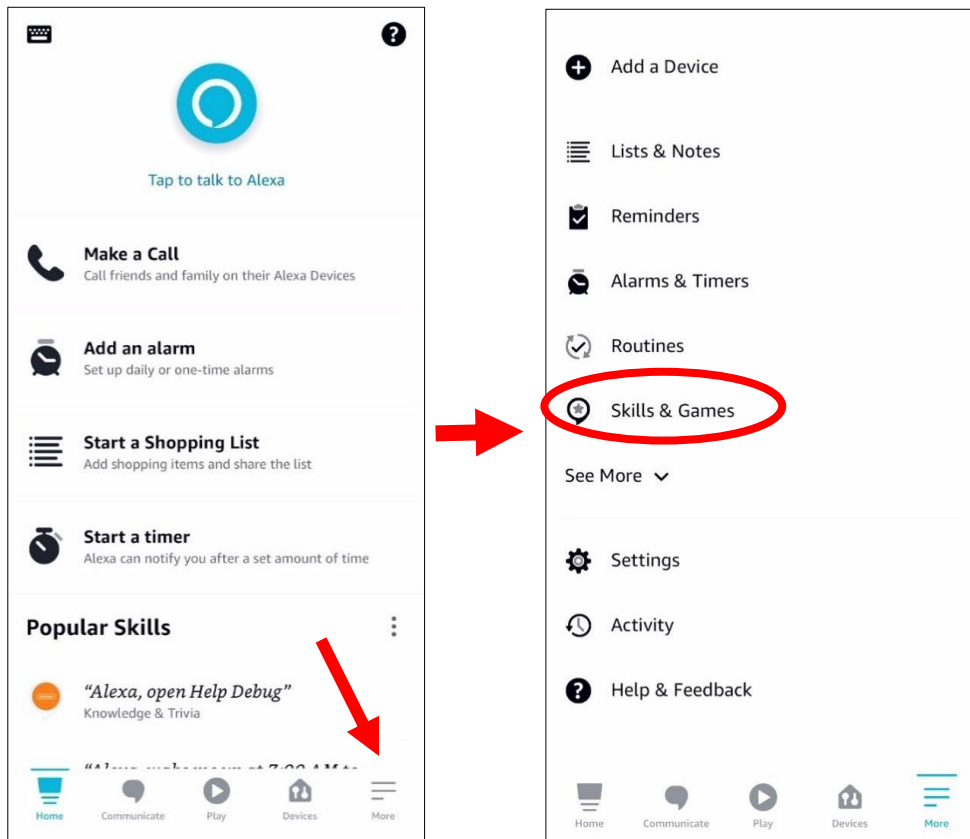 Tap to talk to Alexa
Make a Call
Call friends and family on their Alexa Devices
Add an alarm
Set up daily or one-time alarms
Start a Shopping List
Add shopping items and share the list
Start a timer
Alexa can notify you after a set amount of time
Popular Skills
“Alexa, open Help Debug”
Knowledge & Trivia
Home Communicate Play Devices More
Add a Device
Lists & Notes
Reminders
Alarms & Timers
Routines
Skills & Games
See More
Settings
Activity
Help & Feedback
Home Communicate Play Devices More